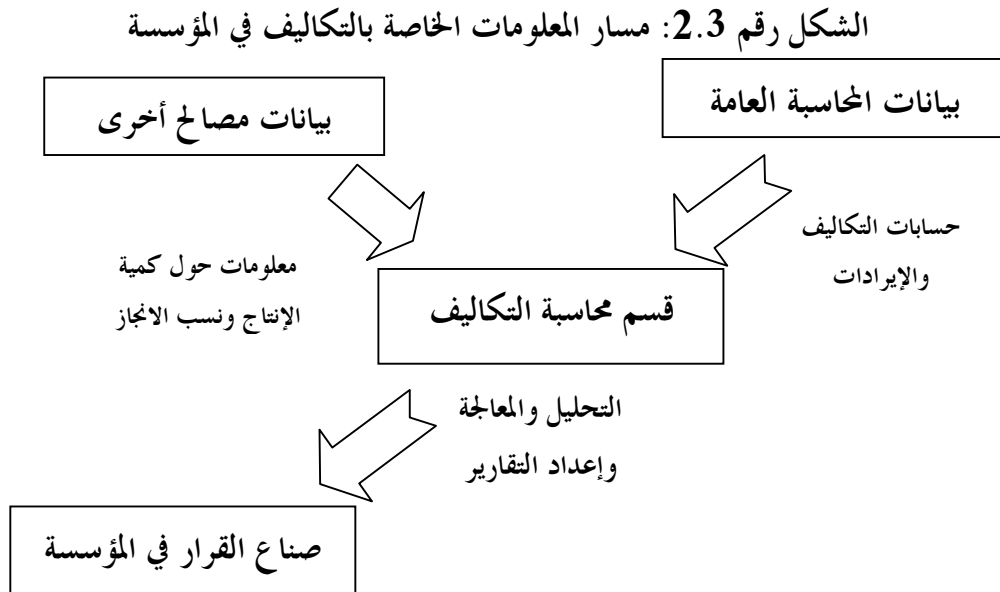 الشكل رقم 2.3: مسار المعلومات الخاصة بالتكاليف في المؤسسة
بيانات المحاسبة العامة
بيانات مصالح أخرى
حسابات التكاليف
والإيرادات
معلومات حول كمية
الإنتاج ونسب الانجاز
قسم محاسبة التكاليف
التحليل والمعالجة
وإعداد التقارير
صناع القرار في المؤسسة